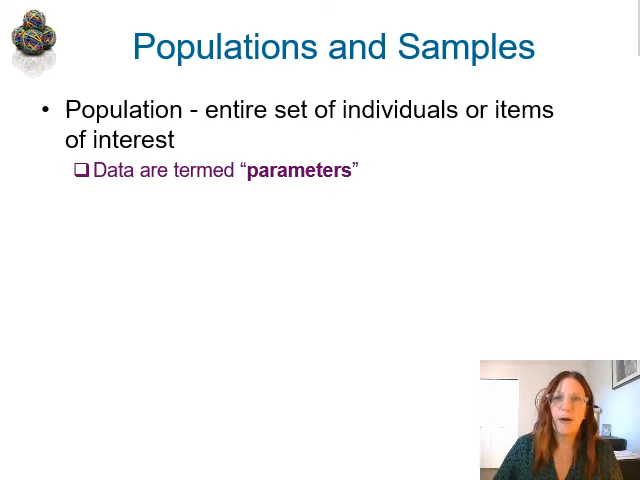 Populations and Samples
• Population - entire set of individuals or items
of interest
❑ Data are termed “parameters”